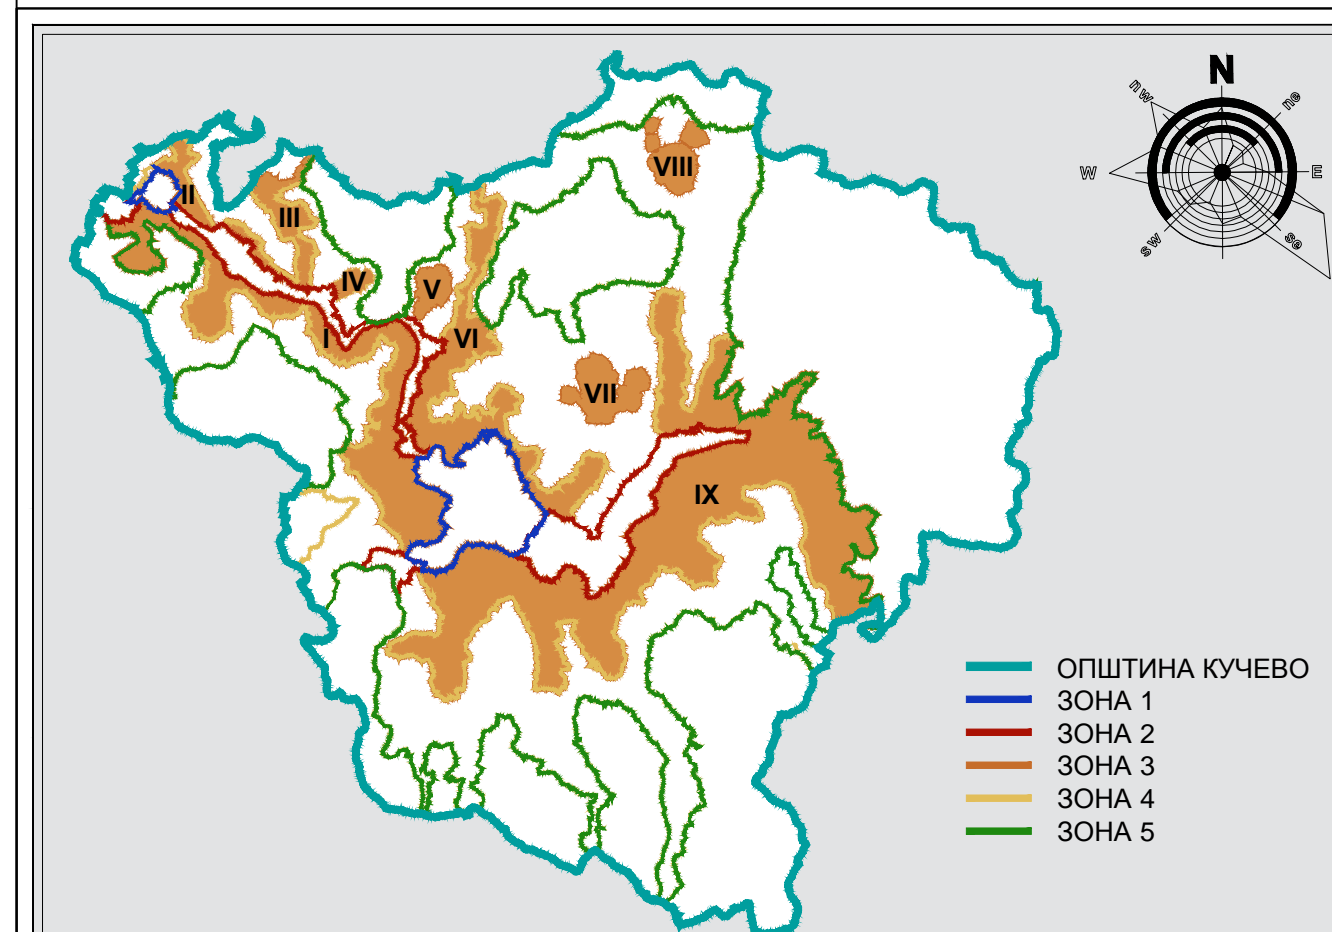 N
nw
ne
W
E
sw
se
VIII
II
III
IV
V
I
VI
VII
IX
ОПШТИНА КУЧЕВО
ЗОНА 1
ЗОНА 2
ЗОНА 3
ЗОНА 4
ЗОНА 5